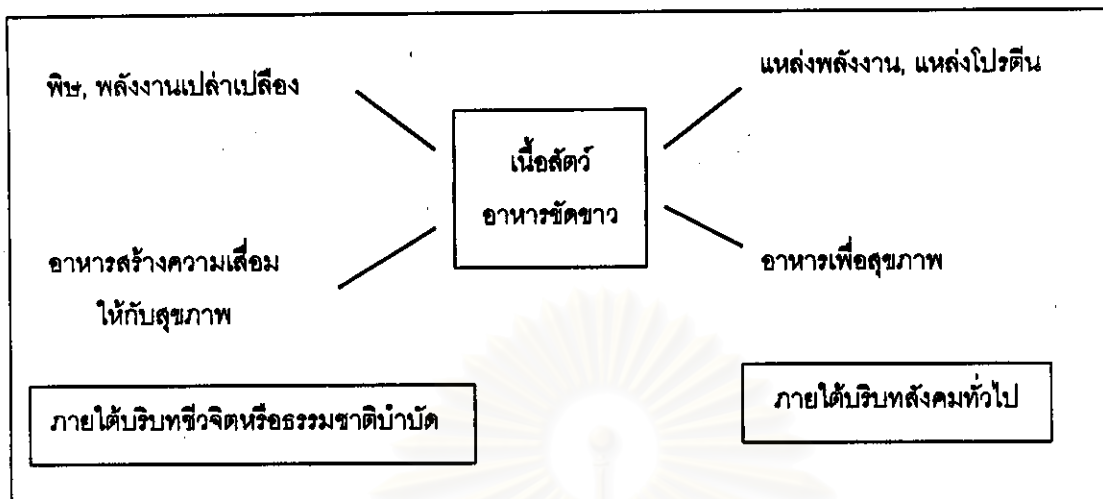 พิษ, พลังงานเปล่าเปลือง
แหล่งพลังงาน, แหล่งโปรตีน
เนื้อสัตว์
อาหารขัดขาว
อาหารสร้างความเสื่อม
ให้กับสุขภาพ
อาหารเพื่อสุขภาพ
ภายใต้บริบทชีวจิตหรือธรรมชาติบำบัด
ภายใต้บริบทสังคมทั่วไป